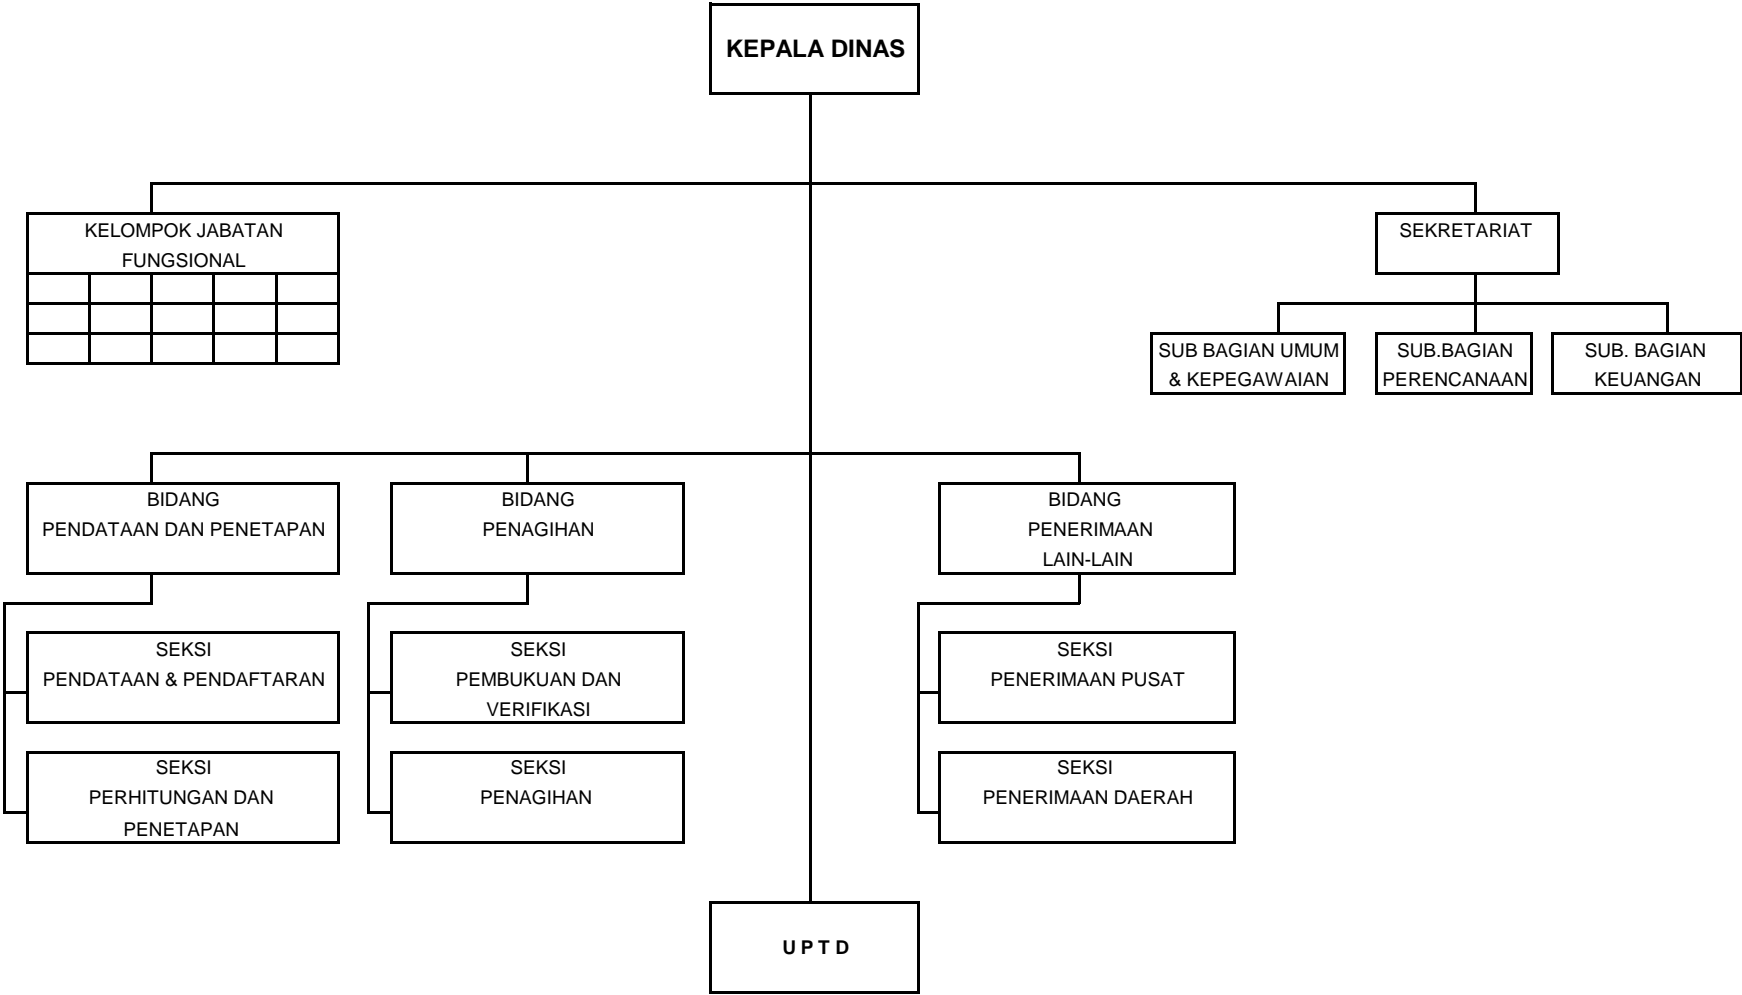 KEPALA DINAS
KELOMPOK JABATAN
FUNGSIONAL
SEKRETARIAT
SUB BAGIAN UMUM
& KEPEGAWAIAN
SUB.BAGIAN
PERENCANAAN
SUB. BAGIAN
KEUANGAN
BIDANG
PENDATAAN DAN PENETAPAN
BIDANG
PENAGIHAN
BIDANG
PENERIMAAN
LAIN-LAIN
SEKSI
PENDATAAN & PENDAFTARAN
SEKSI
PEMBUKUAN DAN
VERIFIKASI
SEKSI
PENERIMAAN PUSAT
SEKSI
PERHITUNGAN DAN
PENETAPAN
SEKSI
PENAGIHAN
SEKSI
PENERIMAAN DAERAH
U P T D